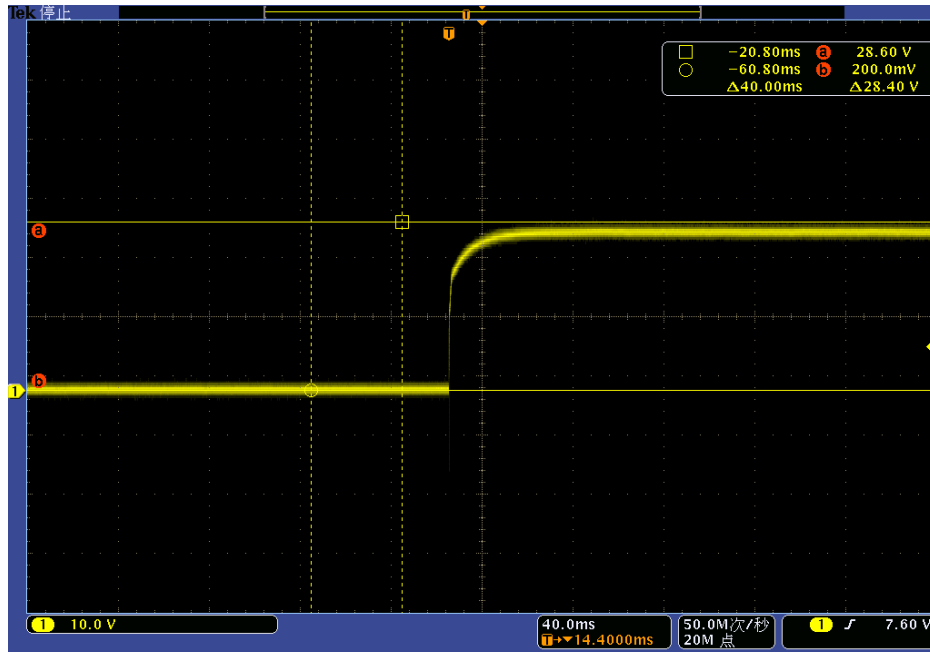 Tek 停止
T
T
□ −20.80ms a 28.60 V
○ −60.80ms b 200.0mV
Δ40.00ms Δ28.40 V
a
b
1
1 10.0 V
40.0ms
T→▼14.4000ms
50.0M次/秒
20M 点
1 7.60 V